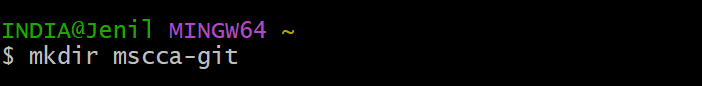 INDIA@Jenil MINGW64 ~
$ mkdir mscca-git